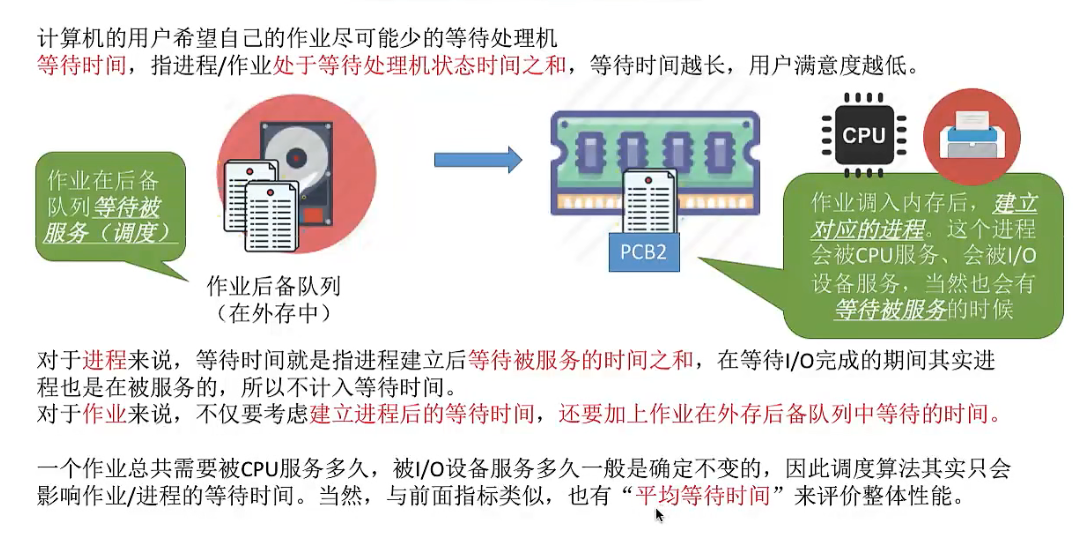 计算机的用户希望自己的作业尽可能少的等待处理机
等待时间，指进程/作业处于等待处理机状态时间之和，等待时间越长，用户满意度越低。
作业在后备
队列等待被
服务（调度）
作业后备队列
（在外存中）
PCB2
CPU
作业调入内存后，建立
对应的进程。这个进程
会被CPU服务、会被I/O
设备服务，当然也会有
等待被服务的时候
对于进程来说，等待时间就是指进程建立后等待被服务的时间之和，在等待I/O完成的期间其实进
程也是在被服务的，所以不计入等待时间。
对于作业来说，不仅要考虑建立进程后的等待时间，还要加上作业在外存后备队列中等待的时间。
一个作业总共需要被CPU服务多久，被I/O设备服务多久一般是确定不变的，因此调度算法其实只会
影响作业/进程的等待时间。当然，与前面指标类似，也有“平均等待时间”来评价整体性能。